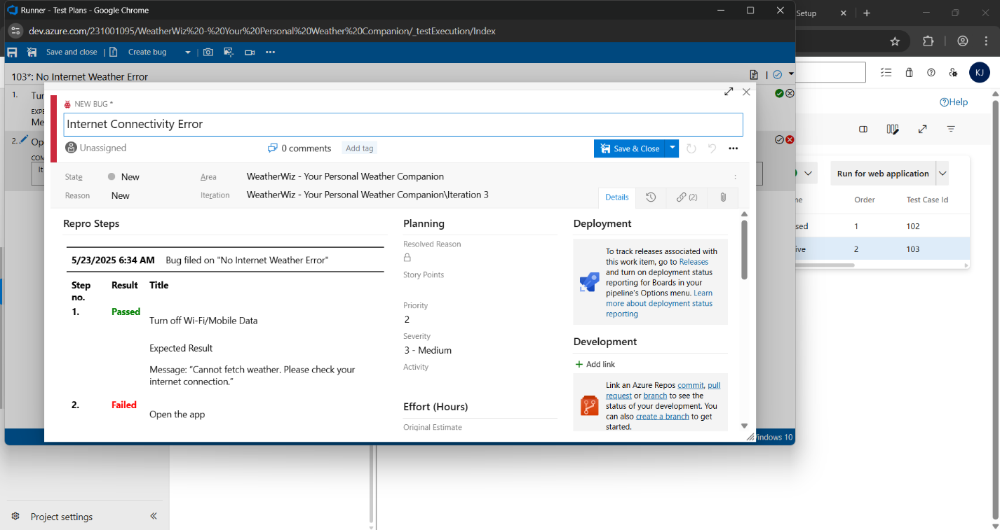 Runner - Test Plans - Google Chrome
Setup
dev.azure.com/231001095/WeatherWiz%20-%20Your%20Personal%20Weather%20Companion/_testExecution/Index
Save and close
Create bug
KJ
103*: No Internet Weather Error
1.
Tur
EXPE
Me
2.
Op
COM
It
NEW BUG *
Internet Connectivity Error
Unassigned
0 comments
Add tag
Save & Close
State
New
Area
WeatherWiz - Your Personal Weather Companion
Reason
New
Iteration
WeatherWiz - Your Personal Weather Companion\Iteration 3
Details
(2)
Repro Steps
5/23/2025 6:34 AM Bug filed on "No Internet Weather Error"
Step no.
Result
Title
1.
Passed
Turn off Wi-Fi/Mobile Data
Expected Result
Message: “Cannot fetch weather. Please check your
internet connection.”
2.
Failed
Open the app
Planning
Resolved Reason
Story Points
Priority
2
Severity
3 - Medium
Activity
Effort (Hours)
Original Estimate
Deployment
To track releases associated with
this work item, go to Releases
and turn on deployment status
reporting for Boards in your
pipeline's Options menu. Learn
more about deployment status
reporting
Development
Add link
Link an Azure Repos commit, pull
request or branch to see the
status of your development. You
can also create a branch to get
started.
Windows 10
Help
Run for web application
me
Order
Test Case Id
sed
1
102
ive
2
103
Project settings